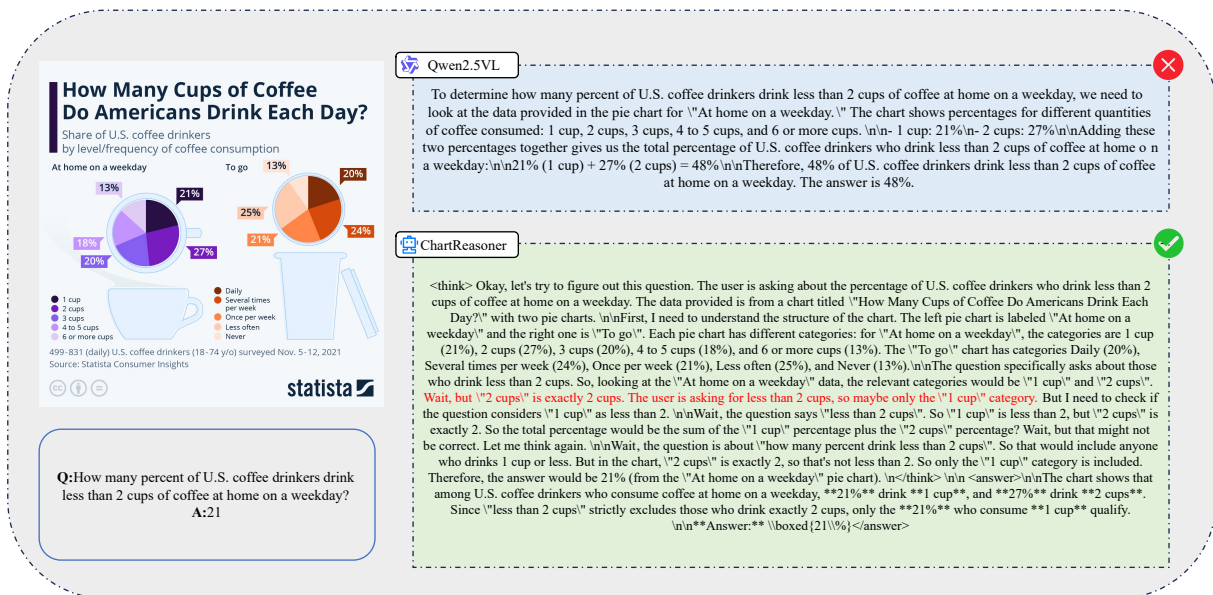 How Many Cups of Coffee
Do Americans Drink Each Day?
Share of U.S. coffee drinkers
by level/frequency of coffee consumption
At home on a weekday
To go
13%
21%
27%
20%
18%
13%
20%
24%
21%
25%
1 cup
2 cups
3 cups
4 to 5 cups
6 or more cups
Daily
Several times
per week
Once per week
Less often
Never
499-831 (daily) U.S. coffee drinkers (18-74 y/o) surveyed Nov. 5-12, 2021
Source: Statista Consumer Insights
statista
Q:How many percent of U.S. coffee drinkers drink
less than 2 cups of coffee at home on a weekday?
A:21
Qwen2.5VL
To determine how many percent of U.S. coffee drinkers drink less than 2 cups of coffee at home on a weekday, we need to
look at the data provided in the pie chart for \"At home on a weekday.\" The chart shows percentages for different quantities
of coffee consumed: 1 cup, 2 cups, 3 cups, 4 to 5 cups, and 6 or more cups. \n\n- 1 cup: 21%\n- 2 cups: 27%\n\nAdding these
two percentages together gives us the total percentage of U.S. coffee drinkers who drink less than 2 cups of coffee at home o n
a weekday:\n\n21% (1 cup) + 27% (2 cups) = 48%\n\nTherefore, 48% of U.S. coffee drinkers drink less than 2 cups of coffee
at home on a weekday. The answer is 48%.
ChartReasoner
<think> Okay, let's try to figure out this question. The user is asking about the percentage of U.S. coffee drinkers who drink less than 2
cups of coffee at home on a weekday. The data provided is from a chart titled \"How Many Cups of Coffee Do Americans Drink Each
Day?\" with two pie charts. \n\nFirst, I need to understand the structure of the chart. The left pie chart is labeled \"At home on a
weekday\" and the right one is \"To go\". Each pie chart has different categories: for \"At home on a weekday\", the categories are 1 cup
(21%), 2 cups (27%), 3 cups (20%), 4 to 5 cups (18%), and 6 or more cups (13%). The \"To go\" chart has categories Daily (20%),
Several times per week (24%), Once per week (21%), Less often (25%), and Never (13%).\n\nThe question specifically asks about those
who drink less than 2 cups. So, looking at the \"At home on a weekday\" data, the relevant categories would be \"1 cup\" and \"2 cups\".
Wait, but \"2 cups\" is exactly 2 cups. The user is asking for less than 2 cups, so maybe only the \"1 cup\" category. But I need to check if
the question considers \"1 cup\" as less than 2. \n\nWait, the question says \"less than 2 cups\". So \"1 cup\" is less than 2, but \"2 cups\" is
exactly 2. So the total percentage would be the sum of the \"1 cup\" percentage plus the \"2 cups\" percentage? Wait, but that might not
be correct. Let me think again. \n\nWait, the question is about \"how many percent drink less than 2 cups\". So that would include anyone
who drinks 1 cup or less. But in the chart, \"2 cups\" is exactly 2, so that's not less than 2. So only the \"1 cup\" category is included.
Therefore, the answer would be 21% (from the \"At home on a weekday\" pie chart). \n</think> \n\n <answer>\n\nThe chart shows that
among U.S. coffee drinkers who consume coffee at home on a weekday, **21%** drink **1 cup**, and **27%** drink **2 cups**.
Since \"less than 2 cups\" strictly excludes those who drink exactly 2 cups, only the **21%** who consume **1 cup** qualify.
\n\n**Answer:** \\boxed{21\\%}</answer>